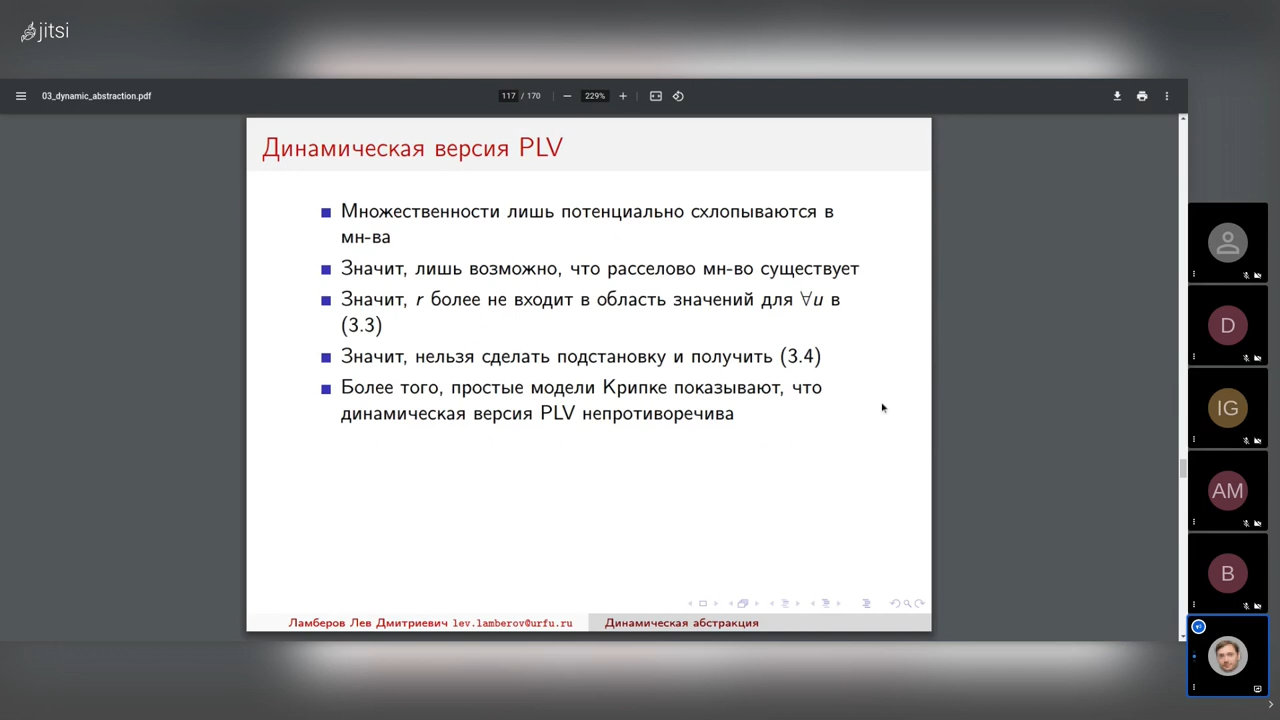 jitsi
03_dynamic_abstraction.pdf
117 / 170
229%
Динамическая версия PLV
Множественности лишь потенциально схлопываются в
мн-ва
Значит, лишь возможно, что расселово мн-во существует
Значит, r более не входит в область значений для ∀u в
(3.3)
Значит, нельзя сделать подстановку и получить (3.4)
Более того, простые модели Крипке показывают, что
динамическая версия PLV непротиворечива
Ламберов Лев Дмитриевич lev.lamberov@urfu.ru
Динамическая абстракция
D
IG
AM
B